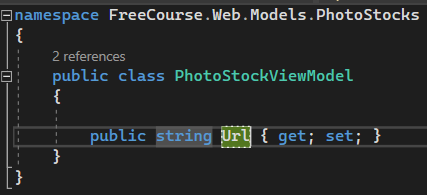 namespace FreeCourse.Web.Models.PhotoStocks
{
2 references
public class PhotoStockViewModel
{
public string Url { get; set; }
}
}